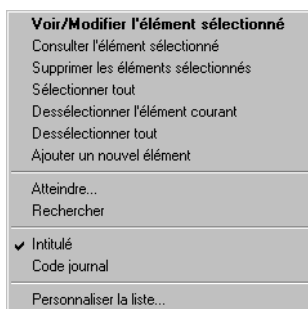 Voir/Modifier l'élément sélectionné
Consulter l'élément sélectionné
Supprimer les éléments sélectionnés
Sélectionner tout
Dessélectionner l'élément courant
Dessélectionner tout
Ajouter un nouvel élément
Atteindre...
Rechercher
Intitulé
Code journal
Personnaliser la liste...